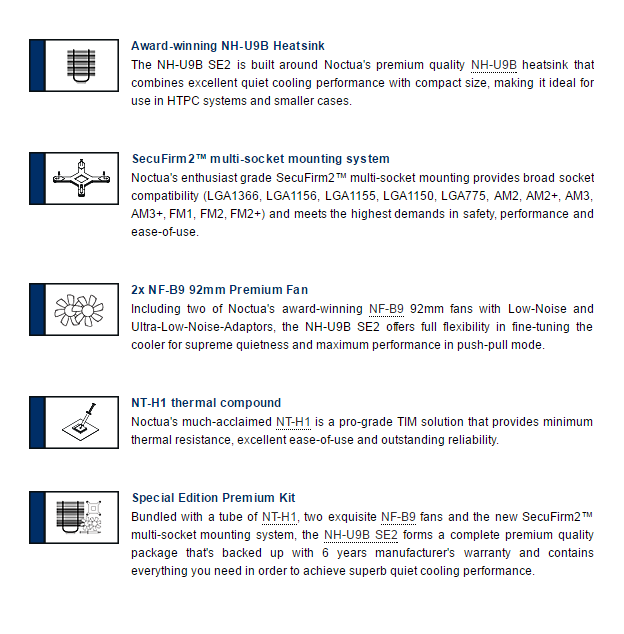 Award-winning NH-U9B Heatsink
The NH-U9B SE2 is built around Noctua's premium quality NH-U9B heatsink that
combines excellent quiet cooling performance with compact size, making it ideal for
use in HTPC systems and smaller cases.
SecuFirm2™ multi-socket mounting system
Noctua's enthusiast grade SecuFirm2™ multi-socket mounting provides broad socket
compatibility (LGA1366, LGA1156, LGA1155, LGA1150, LGA775, AM2, AM2+, AM3,
AM3+, FM1, FM2, FM2+) and meets the highest demands in safety, performance and
ease-of-use.
2x NF-B9 92mm Premium Fan
Including two of Noctua's award-winning NF-B9 92mm fans with Low-Noise and
Ultra-Low-Noise-Adaptors, the NH-U9B SE2 offers full flexibility in fine-tuning the
cooler for supreme quietness and maximum performance in push-pull mode.
NT-H1 thermal compound
Noctua's much-acclaimed NT-H1 is a pro-grade TIM solution that provides minimum
thermal resistance, excellent ease-of-use and outstanding reliability.
Special Edition Premium Kit
Bundled with a tube of NT-H1, two exquisite NF-B9 fans and the new SecuFirm2™
multi-socket mounting system, the NH-U9B SE2 forms a complete premium quality
package that's backed up with 6 years manufacturer's warranty and contains
everything you need in order to achieve superb quiet cooling performance.